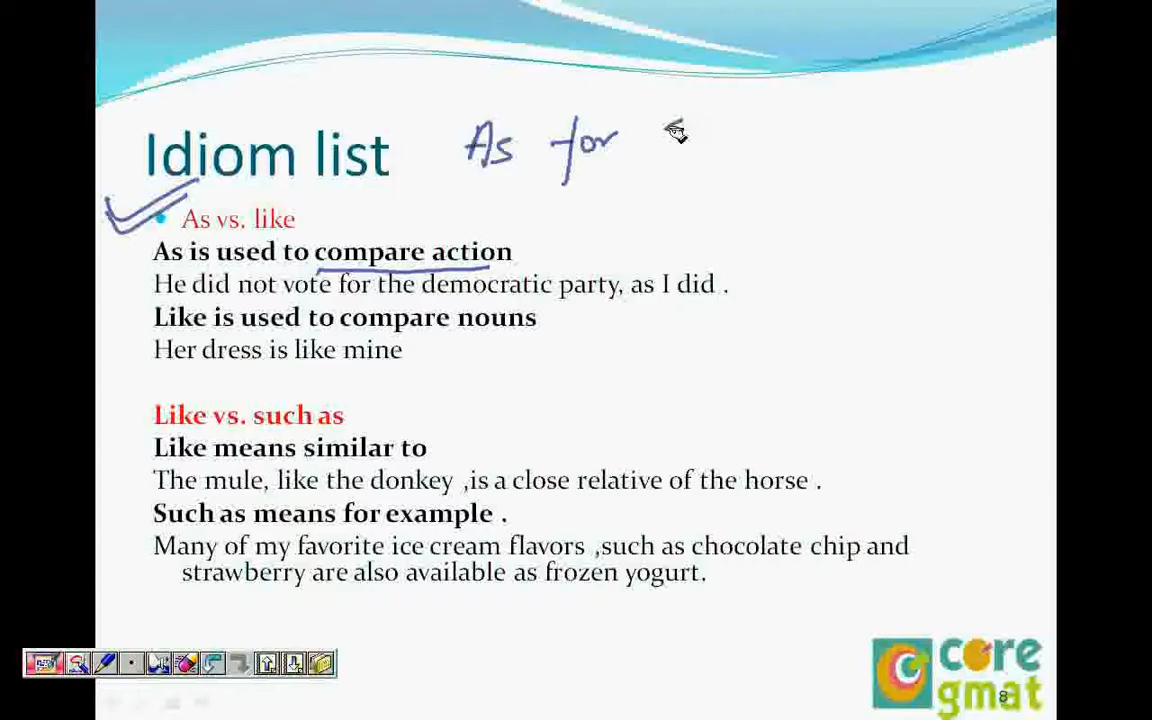 Idiom list As for
• As vs. like
As is used to compare action
He did not vote for the democratic party, as I did .
Like is used to compare nouns
Her dress is like mine
Like vs. such as
Like means similar to
The mule, like the donkey ,is a close relative of the horse .
Such as means for example .
Many of my favorite ice cream flavors ,such as chocolate chip and
strawberry are also available as frozen yogurt.
core
gmat
8